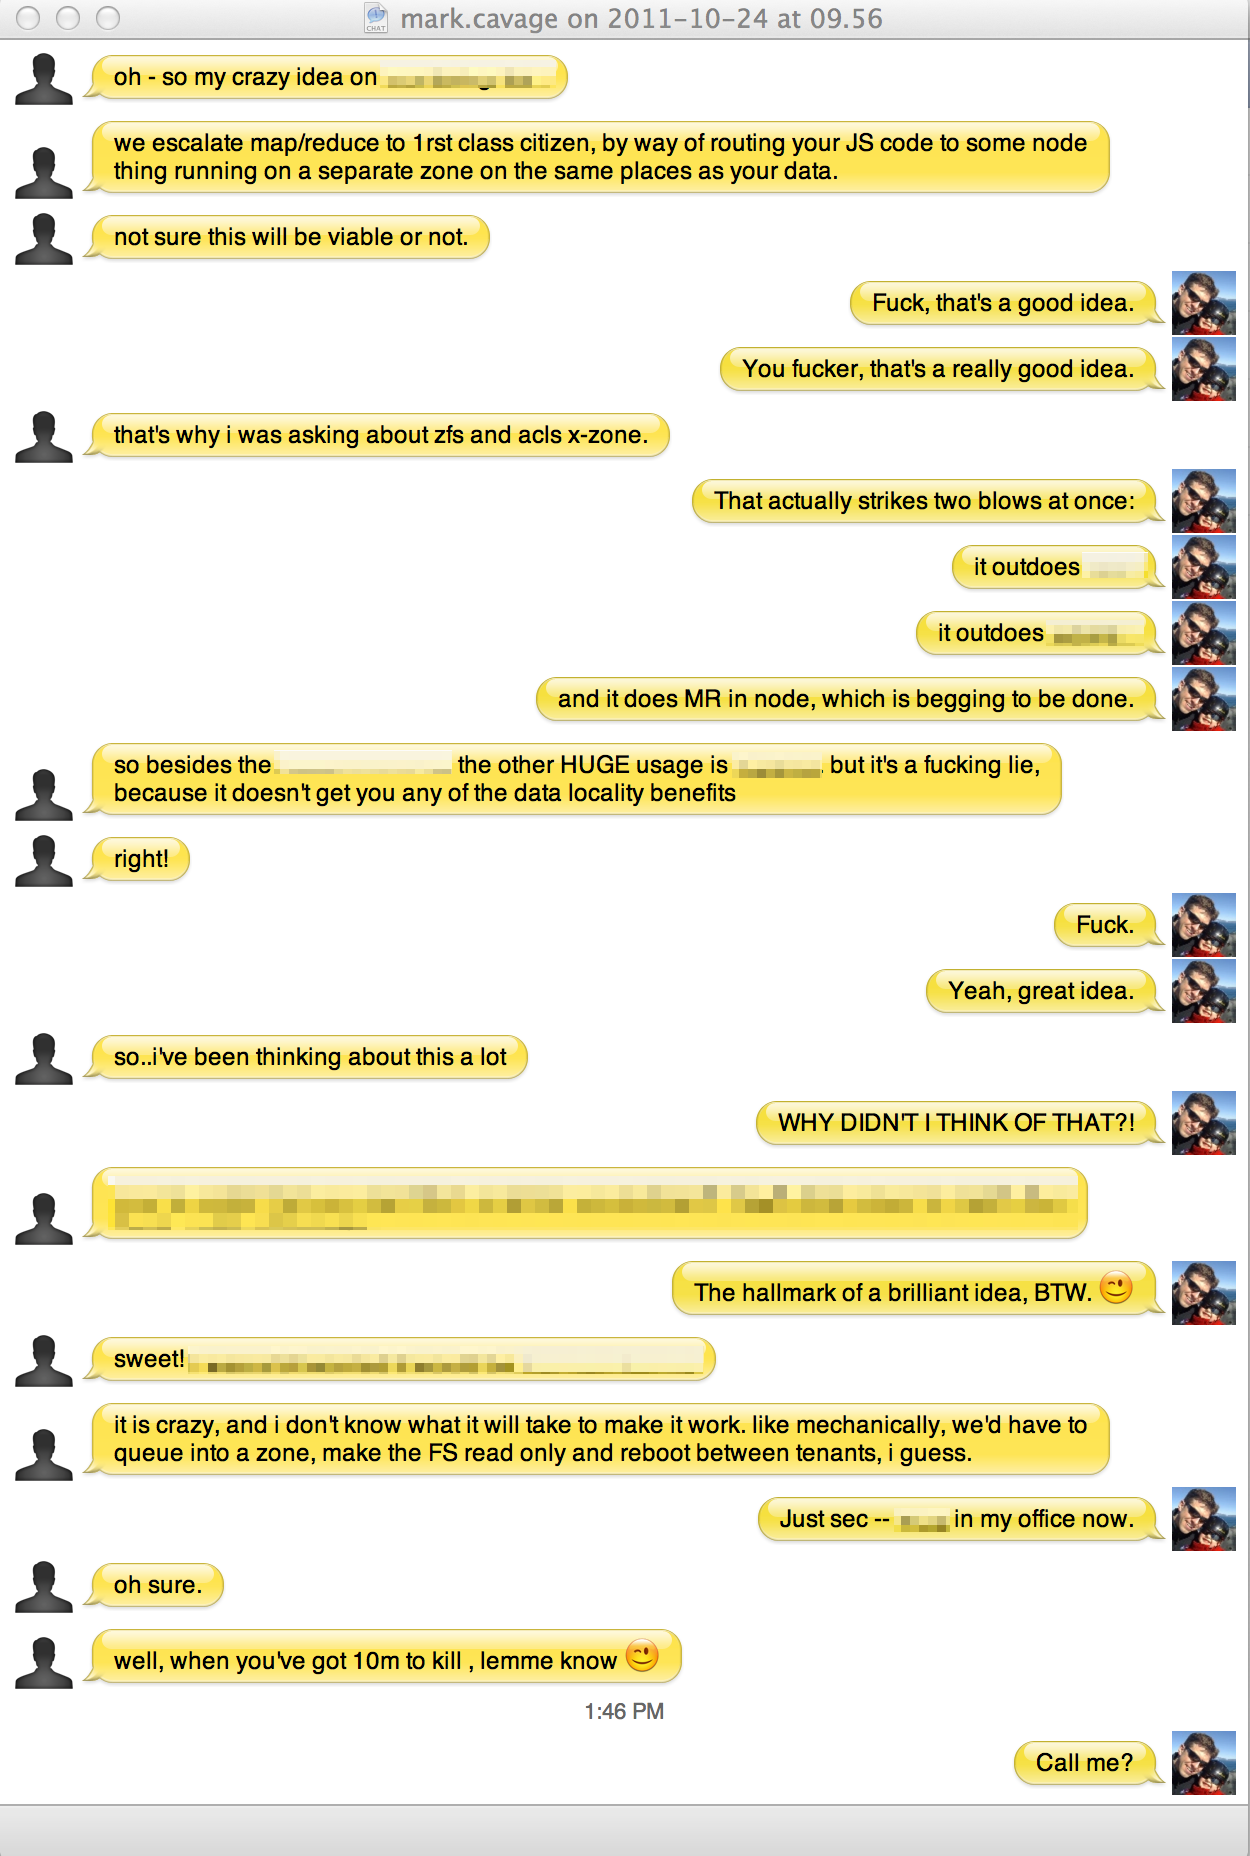 mark.cavage on 2011-10-24 at 09.56
CHAT
oh - so my crazy idea on
we escalate map/reduce to 1rst class citizen, by way of routing your JS code to some node
thing running on a separate zone on the same places as your data.
not sure this will be viable or not.
Fuck, that's a good idea.
You fucker, that's a really good idea.
that's why i was asking about zfs and acls x-zone.
That actually strikes two blows at once:
it outdoes
it outdoes
and it does MR in node, which is begging to be done.
so besides the the other HUGE usage is but it's a fucking lie,
because it doesn't get you any of the data locality benefits
right!
Fuck.
Yeah, great idea.
so..i've been thinking about this a lot
WHY DIDN'T I THINK OF THAT?!
The hallmark of a brilliant idea, BTW.
sweet!
it is crazy, and i don't know what it will take to make it work. like mechanically, we'd have to
queue into a zone, make the FS read only and reboot between tenants, i guess.
Just sec -- in my office now.
oh sure.
well, when you've got 10m to kill , lemme know
1:46 PM
Call me?